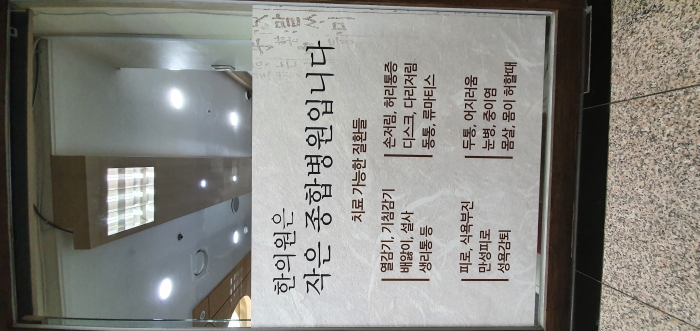 한의원은
작은 종합병원입니다
치료 가능한 질환들
열감기, 기침감기
배앓이, 설사
생리통 등
손저림, 허리통증
디스크, 다리저림
동통, 류마티스
피로, 식욕부진
만성피로
성욕감퇴
두통, 어지러움
눈병, 중이염
몸살, 몸이 허할때